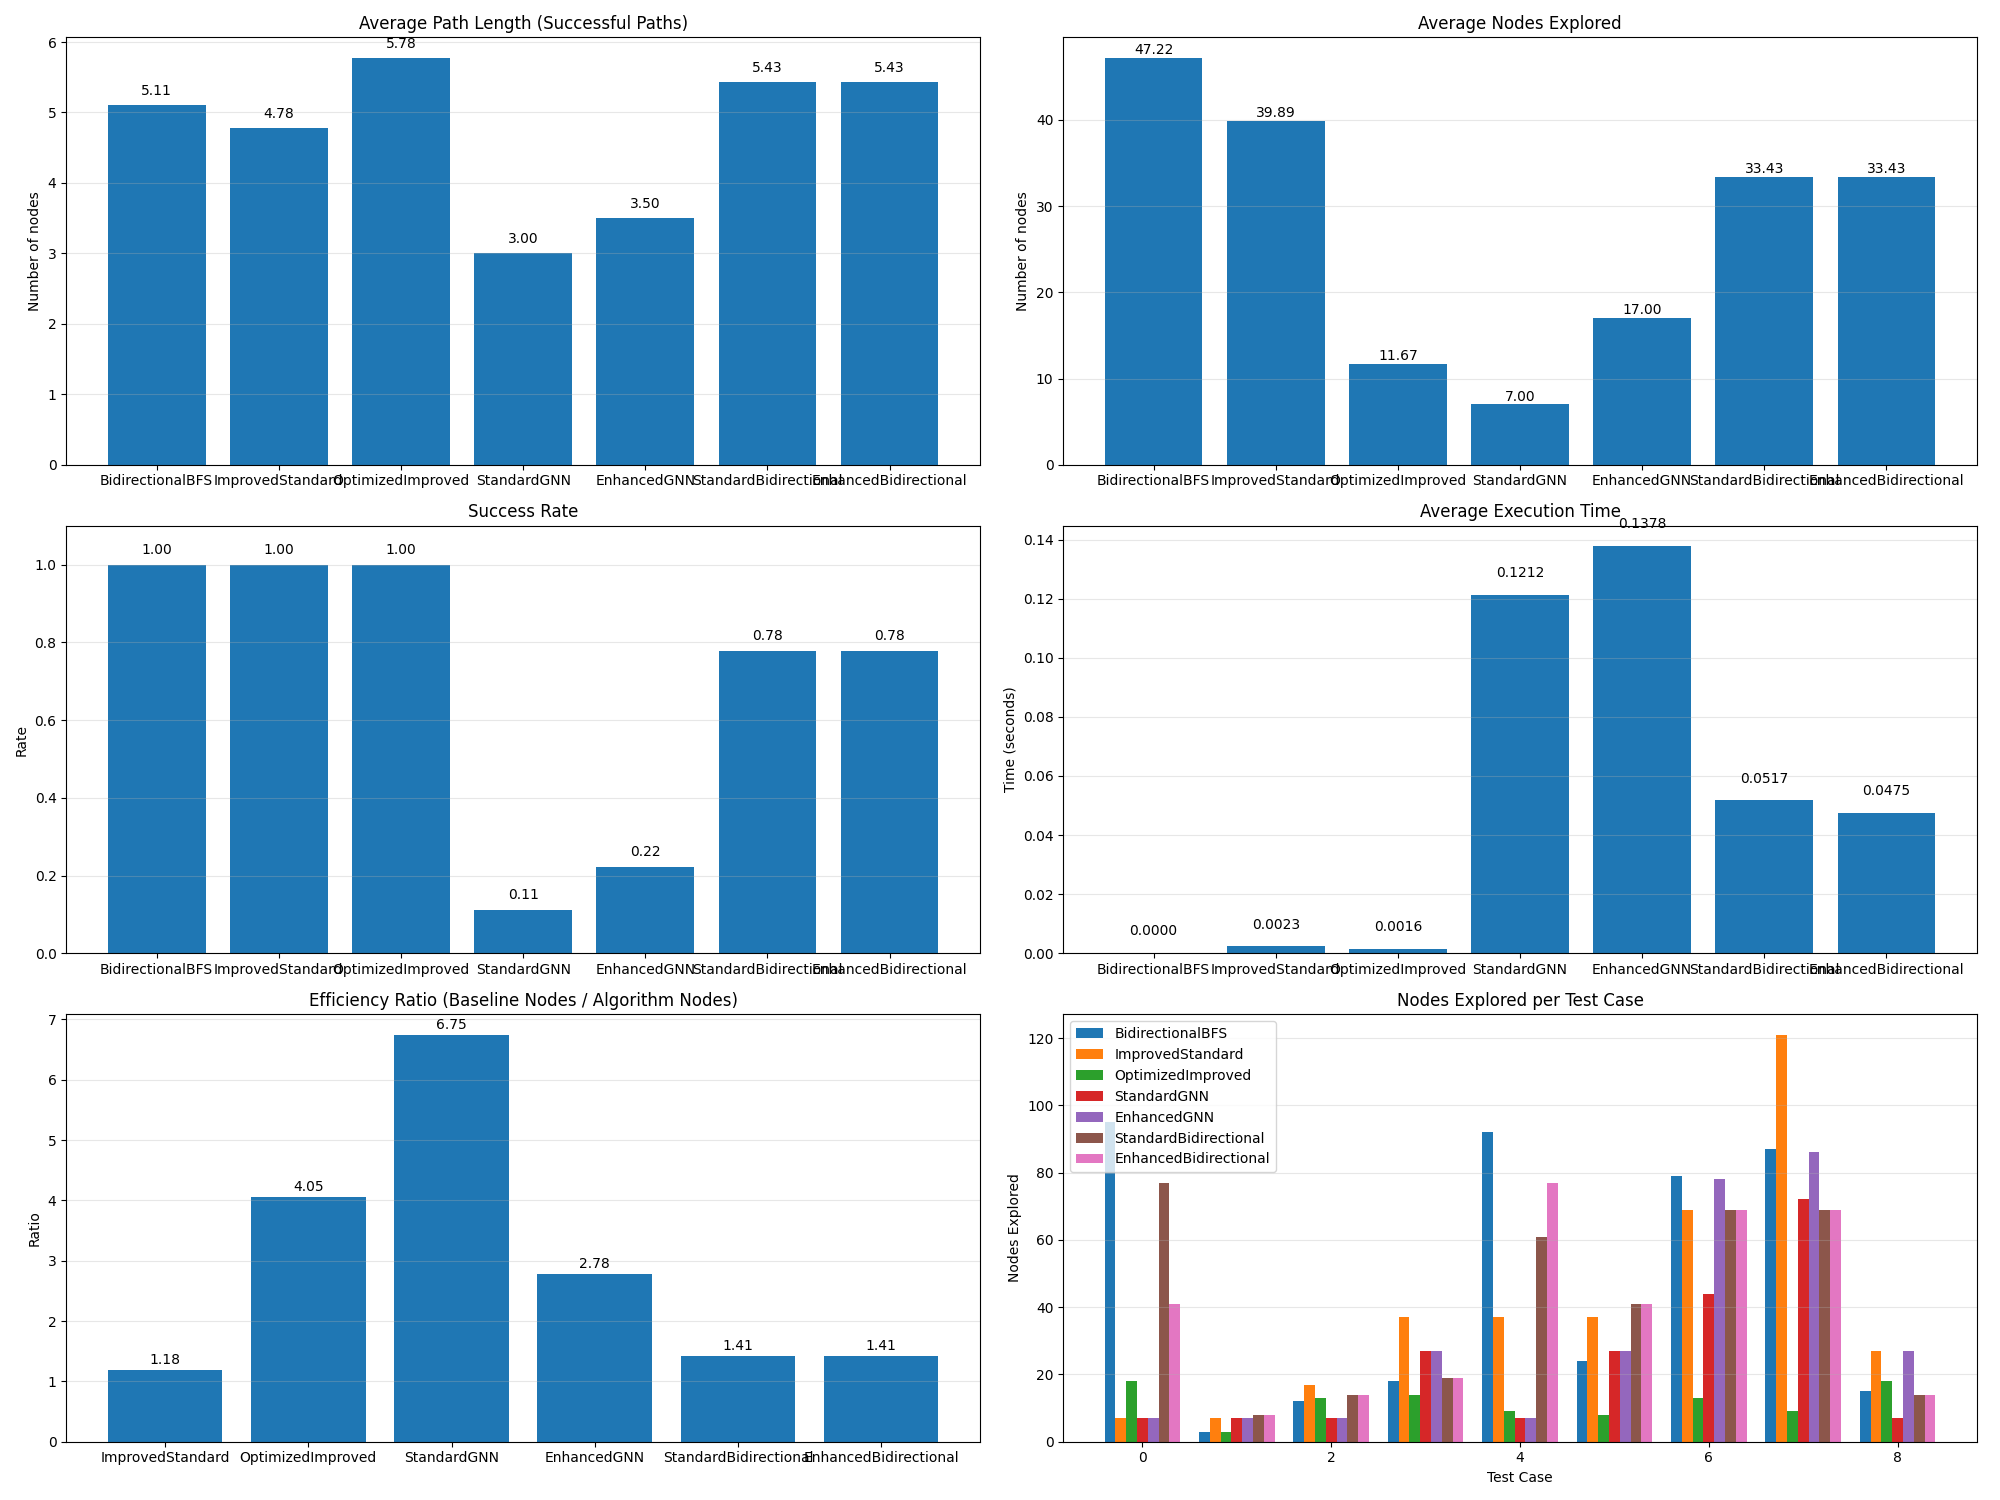 Average Path Length (Successful Paths)
Number of nodes
6
5
4
3
2
1
0
5.11
4.78
5.78
3.00
3.50
5.43
5.43
BidirectionalBFS ImprovedStandard OptimizedImproved StandardGNN EnhancedGNN StandardBidirectional EnhancedBidirectional
Average Nodes Explored
Number of nodes
40
30
20
10
0
47.22
39.89
11.67
7.00
17.00
33.43
33.43
BidirectionalBFS ImprovedStandard OptimizedImproved StandardGNN EnhancedGNN StandardBidirectional EnhancedBidirectional
Success Rate
Rate
1.0
0.8
0.6
0.4
0.2
0.0
1.00
1.00
1.00
0.11
0.22
0.78
0.78
BidirectionalBFS ImprovedStandard OptimizedImproved StandardGNN EnhancedGNN StandardBidirectional EnhancedBidirectional
Average Execution Time
Time (seconds)
0.14
0.12
0.10
0.08
0.06
0.04
0.02
0.00
0.0000
0.0023
0.0016
0.1212
0.1378
0.0517
0.0475
BidirectionalBFS ImprovedStandard OptimizedImproved StandardGNN EnhancedGNN StandardBidirectional EnhancedBidirectional
Efficiency Ratio (Baseline Nodes / Algorithm Nodes)
Ratio
7
6
5
4
3
2
1
0
1.18
4.05
6.75
2.78
1.41
1.41
ImprovedStandard OptimizedImproved StandardGNN EnhancedGNN StandardBidirectional EnhancedBidirectional
Nodes Explored per Test Case
Nodes Explored
120
100
80
60
40
20
0
BidirectionalBFS
ImprovedStandard
OptimizedImproved
StandardGNN
EnhancedGNN
StandardBidirectional
EnhancedBidirectional
0 2 4 6 8
Test Case